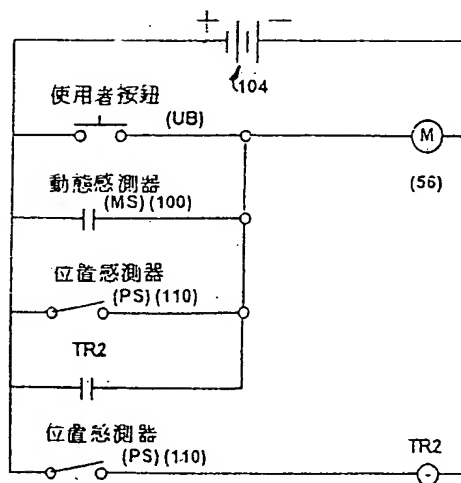 + −
104
使用者按鈕
(UB)
M
(56)
動態感測器
(MS)(100)
位置感測器
(PS)(110)
TR2
位置感測器
(PS)(110)
TR2